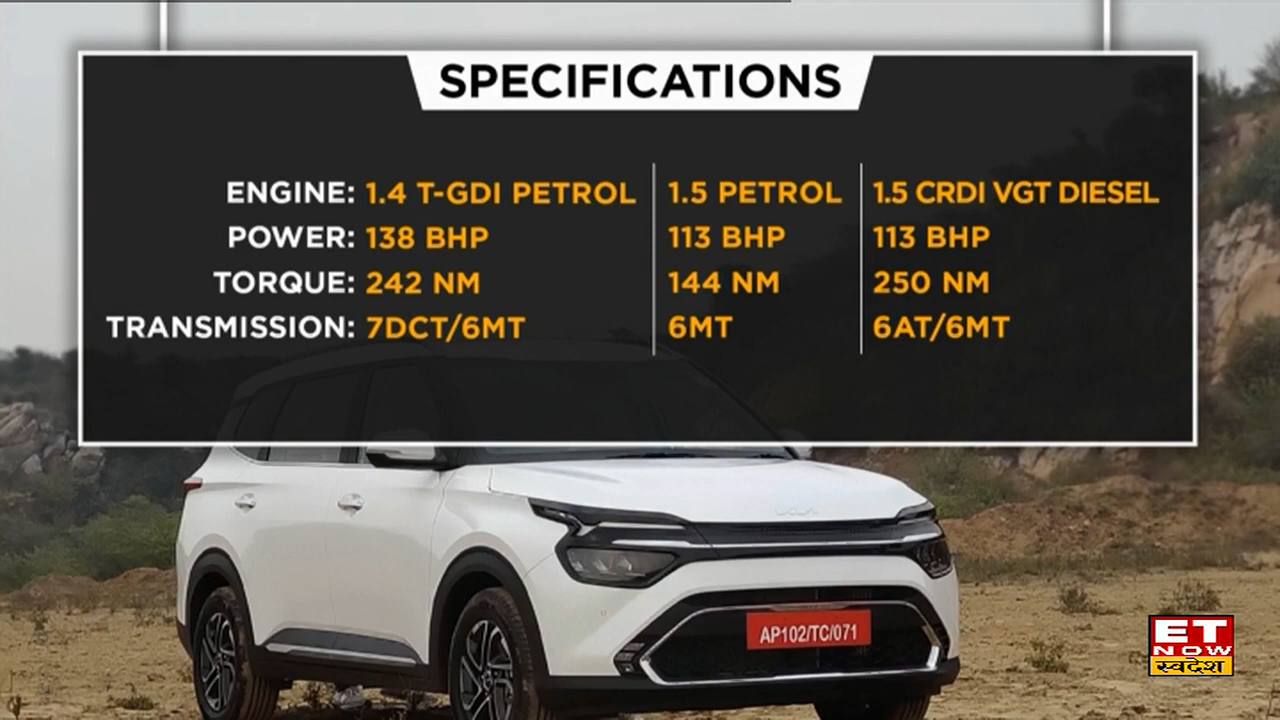 SPECIFICATIONS
ENGINE: 1.4 T-GDI PETROL 1.5 PETROL 1.5 CRDI VGT DIESEL
POWER: 138 BHP 113 BHP 113 BHP
TORQUE: 242 NM 144 NM 250 NM
TRANSMISSION: 7DCT/6MT 6MT 6AT/6MT
AP102/TC/071
ET
NOW
स्वदेश